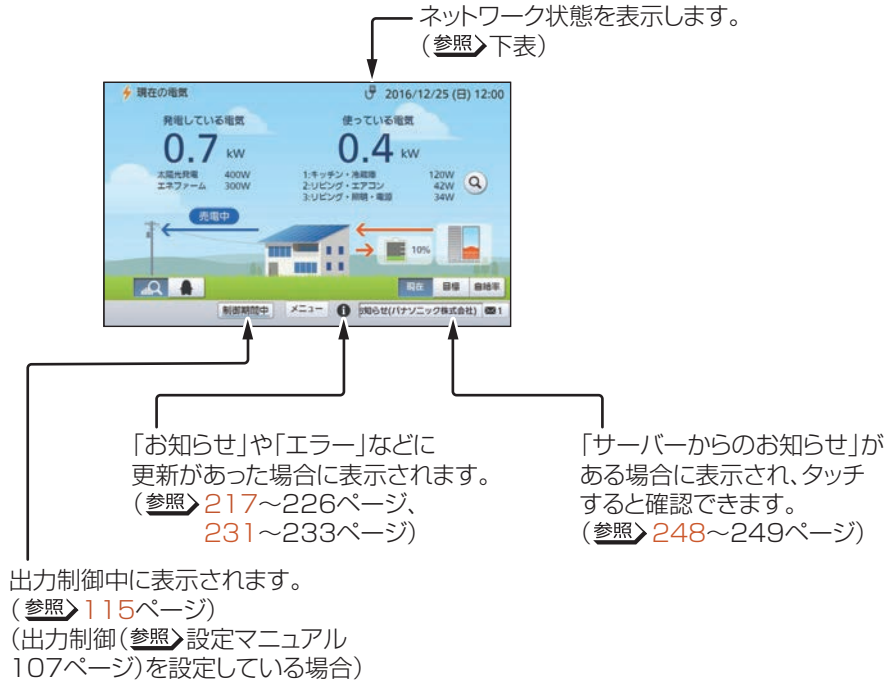 ネットワーク状態を表示します。
（参照 下表）
現在の電気
2016/12/25 (日) 12:00
発電している電気
使っている電気
0.7 kW
0.4 kW
太陽光発電 400W
エネファーム 300W
1:キッチン・冷蔵庫 120W
2:リビング・エアコン 42W
3:リビング・照明・電源 34W
売電中
10%
現在 目標 自給率
制御期間中 メニュー i お知らせ(パナソニック株式会社) 1
「お知らせ」や「エラー」などに
更新があった場合に表示されます。
（参照 217～226ページ、
231～233ページ）
「サーバーからのお知らせ」が
ある場合に表示され、タッチ
すると確認できます。
（参照 248～249ページ）
出力制御中に表示されます。
（参照 115ページ）
（出力制御（参照 設定マニュアル
107ページ）を設定している場合）